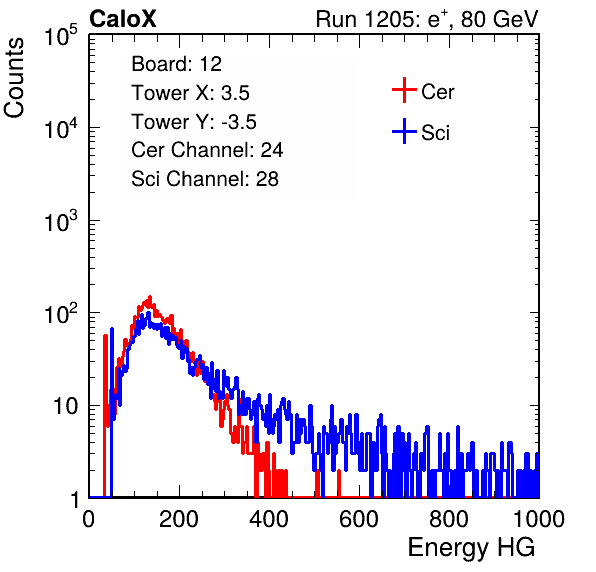 CaloX Run 1205: e⁺, 80 GeV
Counts
Board: 12
Tower X: 3.5
Tower Y: -3.5
Cer Channel: 24
Sci Channel: 28
Cer
Sci
10⁵
10⁴
10³
10²
10
1
0 200 400 600 800 1000
Energy HG